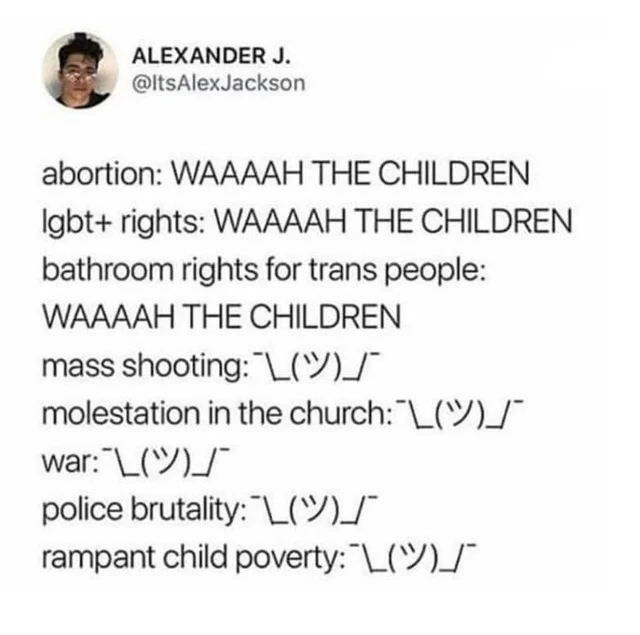 ALEXANDER J.
@ItsAlexJackson
abortion: WAAAAH THE CHILDREN
lgbt+ rights: WAAAAH THE CHILDREN
bathroom rights for trans people:
WAAAAH THE CHILDREN
mass shooting:¯\_(ツ)_/¯
molestation in the church:¯\_(ツ)_/¯
war:¯\_(ツ)_/¯
police brutality:¯\_(ツ)_/¯
rampant child poverty:¯\_(ツ)_/¯